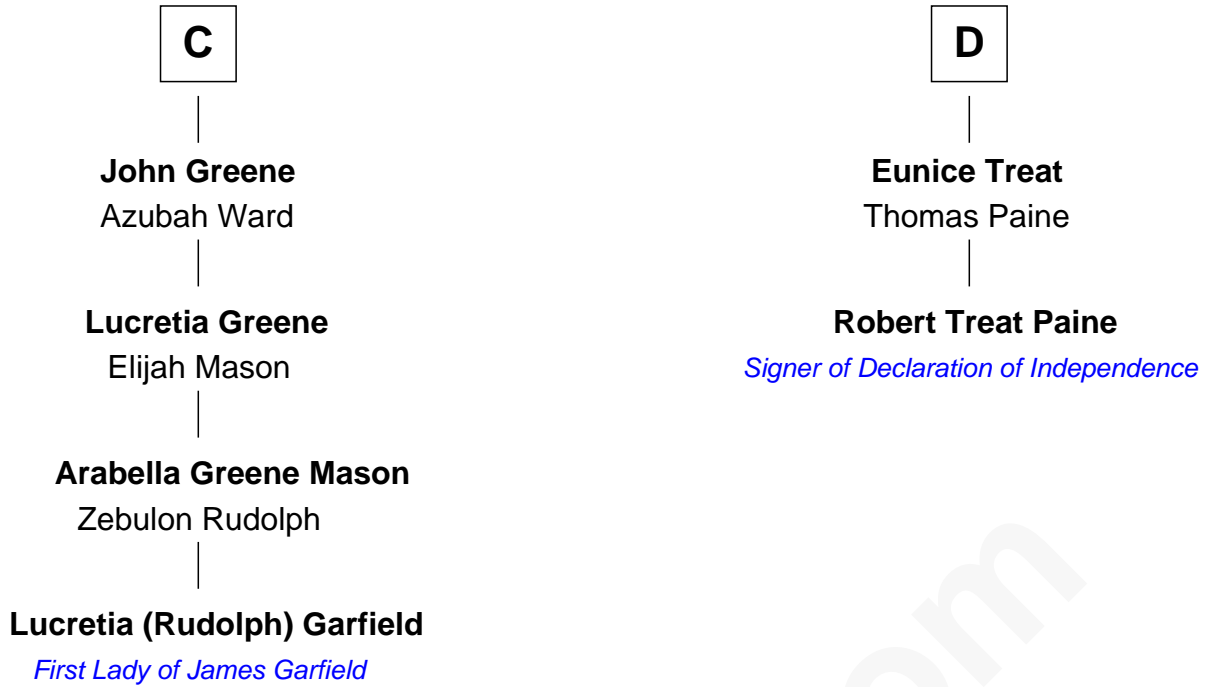 C
John Greene
Azubah Ward
Lucretia Greene
Elijah Mason
Arabella Greene Mason
Zebulon Rudolph
Lucretia (Rudolph) Garfield
First Lady of James Garfield
D
Eunice Treat
Thomas Paine
Robert Treat Paine
Signer of Declaration of Independence